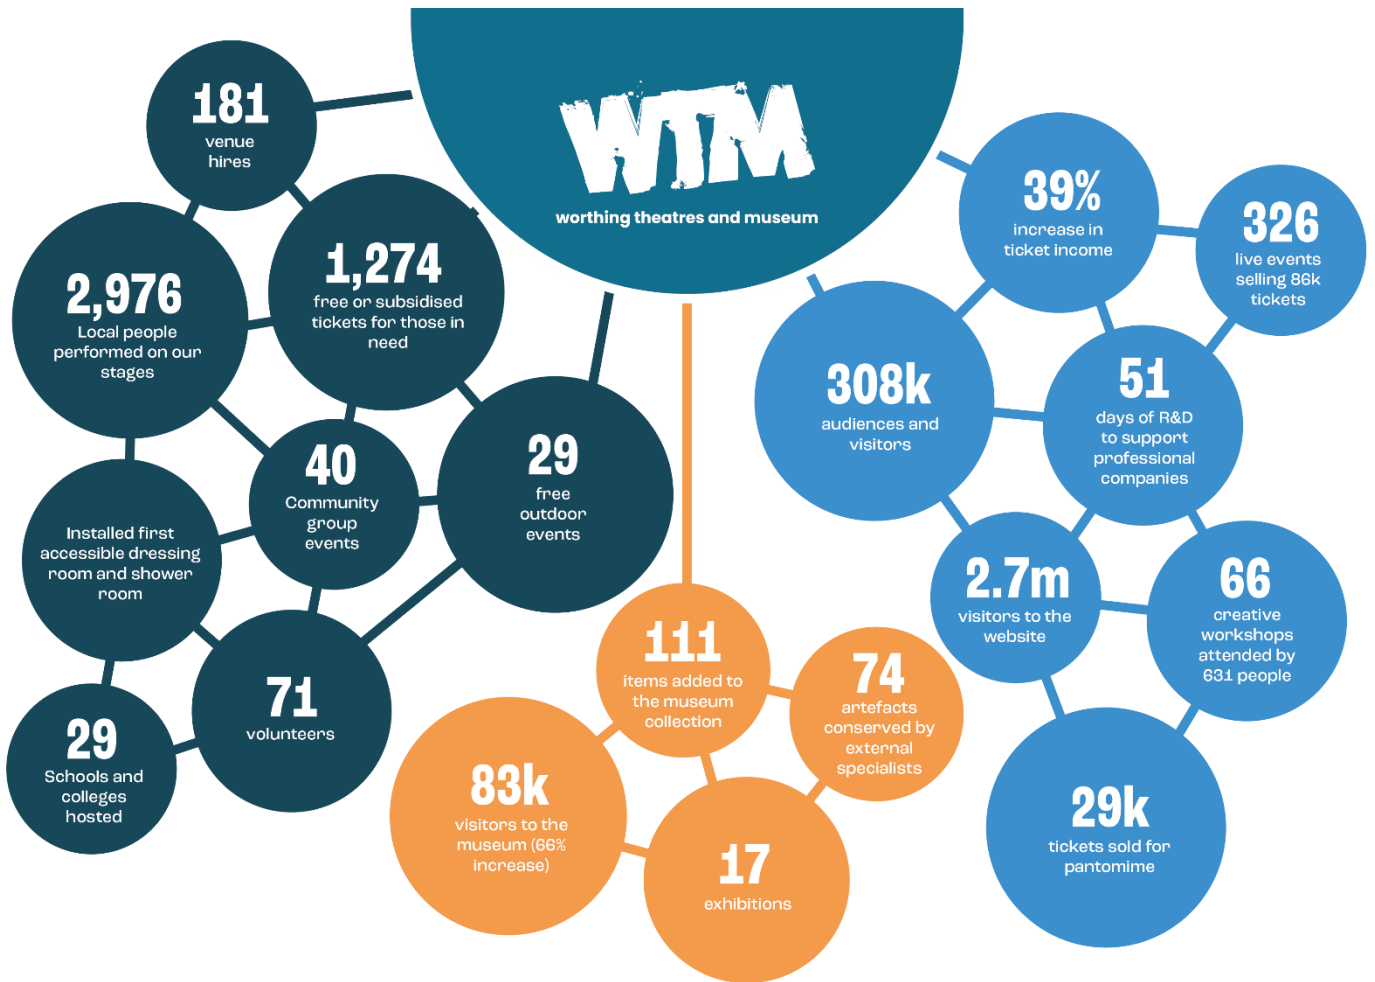 WTM
worthing theatres and museum
181
venue
hires
2,976
Local people
performed on our
stages
1,274
free or subsidised
tickets for those in
need
40
Community
group
events
29
free
outdoor
events
Installed first
accessible dressing
room and shower
room
71
volunteers
29
Schools and
colleges
hosted
111
items added to
the museum
collection
74
artefacts
conserved by
external
specialists
83k
visitors to the
museum (66%
increase)
17
exhibitions
39%
increase in
ticket income
326
live events
selling 86k
tickets
308k
audiences and
visitors
51
days of R&D
to support
professional
companies
2.7m
visitors to the
website
66
creative
workshops
attended by
631 people
29k
tickets sold for
pantomime